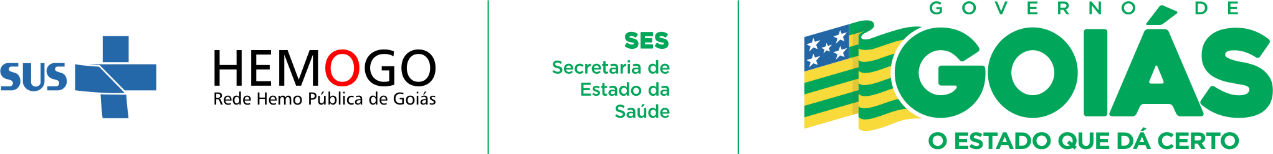 SUS
HEMOGO
Rede Hemo Pública de Goiás
SES
Secretaria de
Estado da
Saúde
GOVERNO DE
GOIÁS
O ESTADO QUE DÁ CERTO